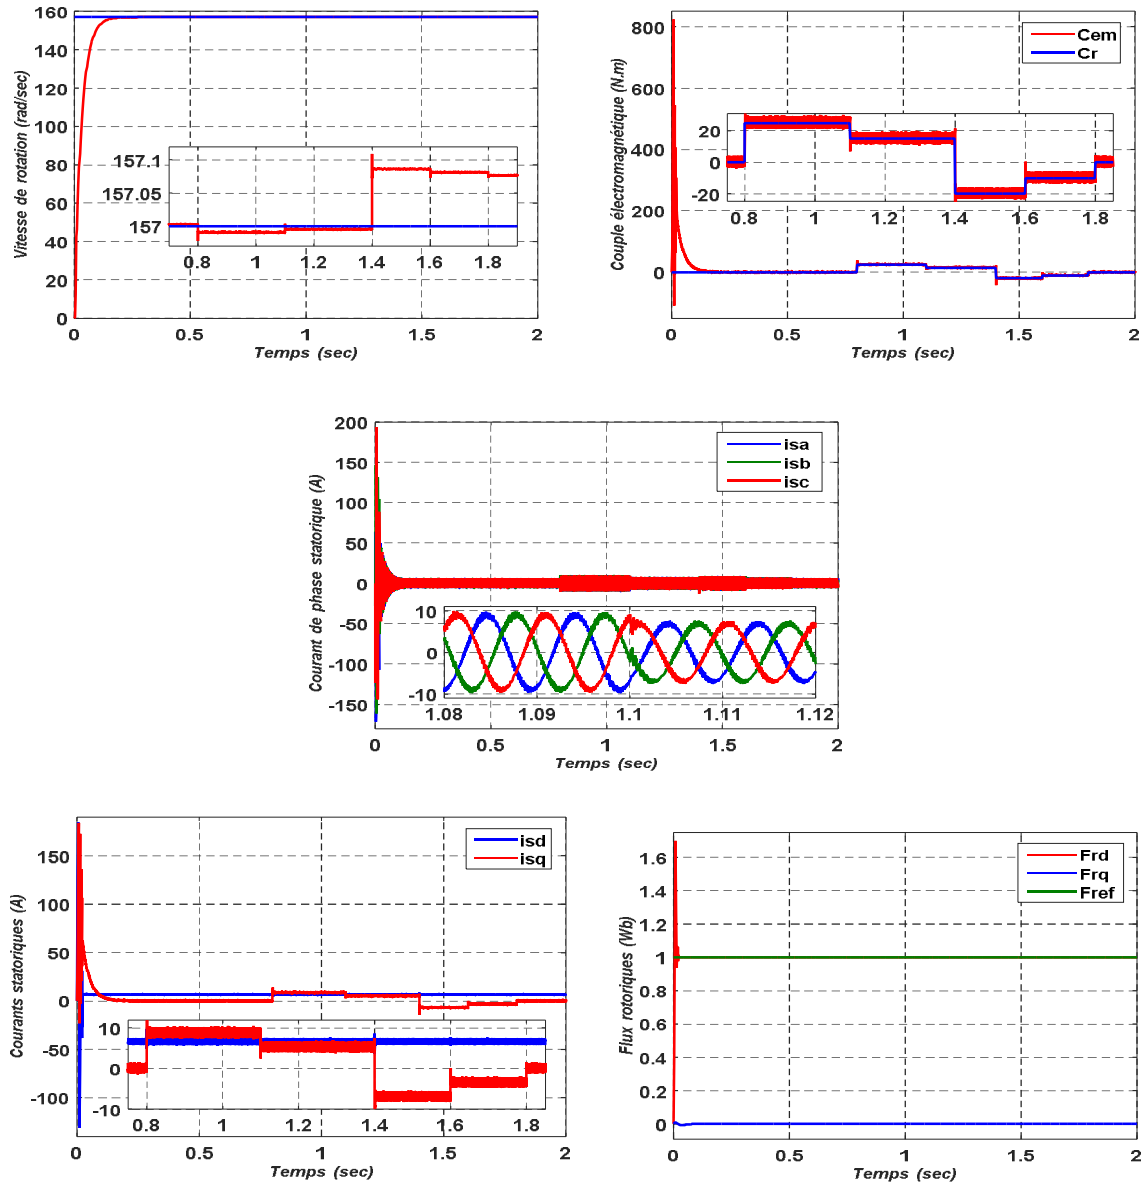 Vitesse de rotation (rad/sec)
160
140
120
100
80
60
40
20
0
157.1
157.05
157
0.8 1 1.2 1.4 1.6 1.8
0 0.5 1 1.5 2
Temps (sec)
Couple électromagnétique (N.m)
800
600
400
200
0
Cem
Cr
20
0
-20
0.8 1 1.2 1.4 1.6 1.8
0 0.5 1 1.5 2
Temps (sec)
Courant de phase statorique (A)
200
150
100
50
0
-50
-100
-150
isa
isb
isc
10
0
-10
1.08 1.09 1.1 1.11 1.12
0 0.5 1 1.5 2
Temps (sec)
Courants statoriques (A)
150
100
50
0
-50
-100
isd
isq
10
0
-10
0.8 1 1.2 1.4 1.6 1.8
0 0.5 1 1.5 2
Temps (sec)
Flux rotoriques (Wb)
1.6
1.4
1.2
1
0.8
0.6
0.4
0.2
0
Frd
Frq
Fref
0 0.5 1 1.5 2
Temps (sec)